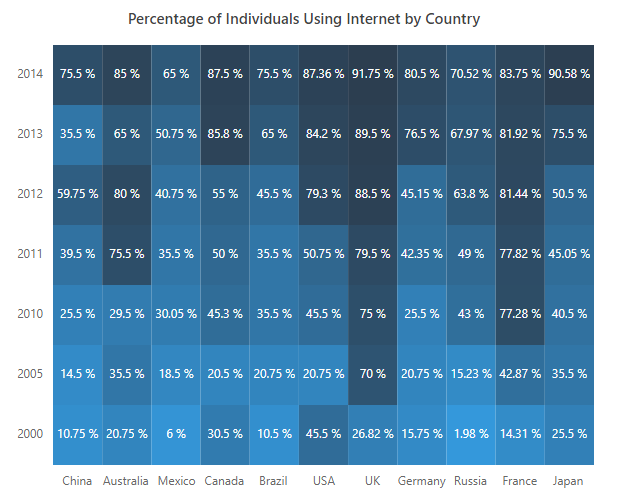 Percentage of Individuals Using Internet by Country
2014 75.5 % 85 % 65 % 87.5 % 75.5 % 87.36 % 91.75 % 80.5 % 70.52 % 83.75 % 90.58 %
2013 35.5 % 65 % 50.75 % 85.8 % 65 % 84.2 % 89.5 % 76.5 % 67.97 % 81.92 % 75.5 %
2012 59.75 % 80 % 40.75 % 55 % 45.5 % 79.3 % 88.5 % 45.15 % 63.8 % 81.44 % 50.5 %
2011 39.5 % 75.5 % 35.5 % 50 % 35.5 % 50.75 % 79.5 % 42.35 % 49 % 77.82 % 45.05 %
2010 25.5 % 29.5 % 30.05 % 45.3 % 35.5 % 45.5 % 75 % 25.5 % 43 % 77.28 % 40.5 %
2005 14.5 % 35.5 % 18.5 % 20.5 % 20.75 % 20.75 % 70 % 20.75 % 15.23 % 42.87 % 35.5 %
2000 10.75 % 20.75 % 6 % 30.5 % 10.5 % 45.5 % 26.82 % 15.75 % 1.98 % 14.31 % 25.5 %
China Australia Mexico Canada Brazil USA UK Germany Russia France Japan